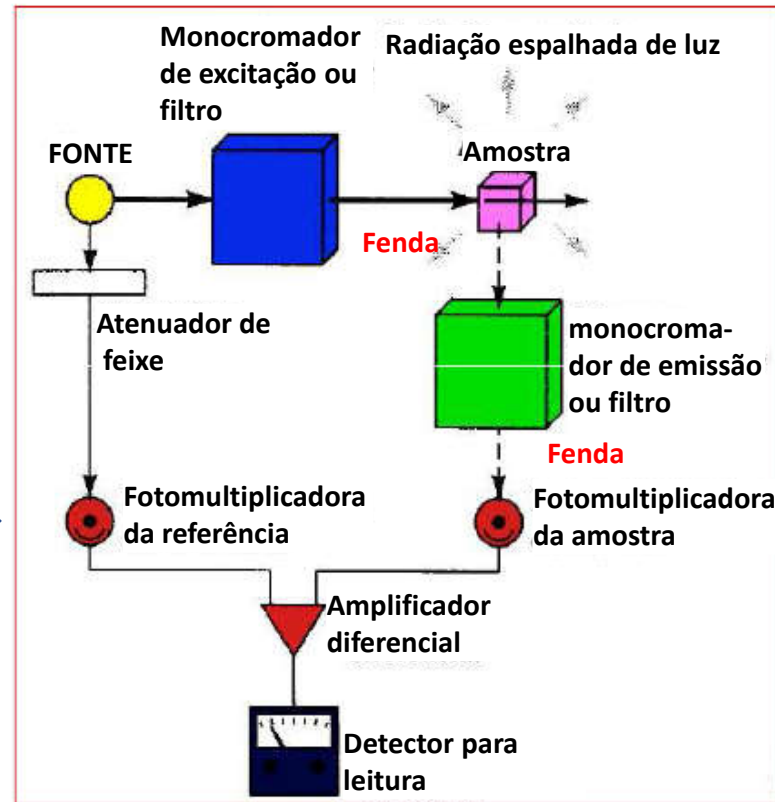 Monocromador
de excitação ou
filtro
Radiação espalhada de luz
FONTE
Amostra
Fenda
Atenuador de
feixe
monocroma-
dor de emissão
ou filtro
Fenda
Fotomultiplicadora
da referência
Fotomultiplicadora
da amostra
Amplificador
diferencial
Detector para
leitura